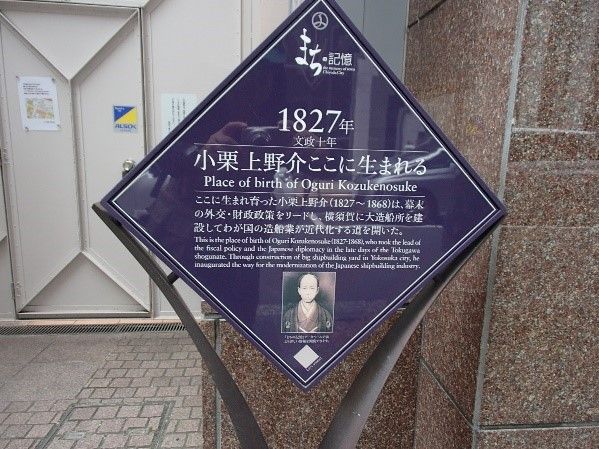 まち の 記憶
the memory of town
Chiyoda City
1827年
文政十年
小栗上野介ここに生まれる
Place of birth of Oguri Kozukenosuke
ここに生まれ育った小栗上野介（1827〜1868）は、幕末
の外交・財政政策をリードし、横須賀に大造船所を建
設してわが国の造船業が近代化する道を開いた。
This is the place of birth of Oguri Kozukenosuke (1827-1868), who took the lead of
the fiscal policy and the Japanese diplomacy in the late days of the Tokugawa
shogunate. Through construction of big shipbuilding yard in Yokosuka city, he
inaugurated the way for the modernization of the Japanese shipbuilding industry.
ALSOK